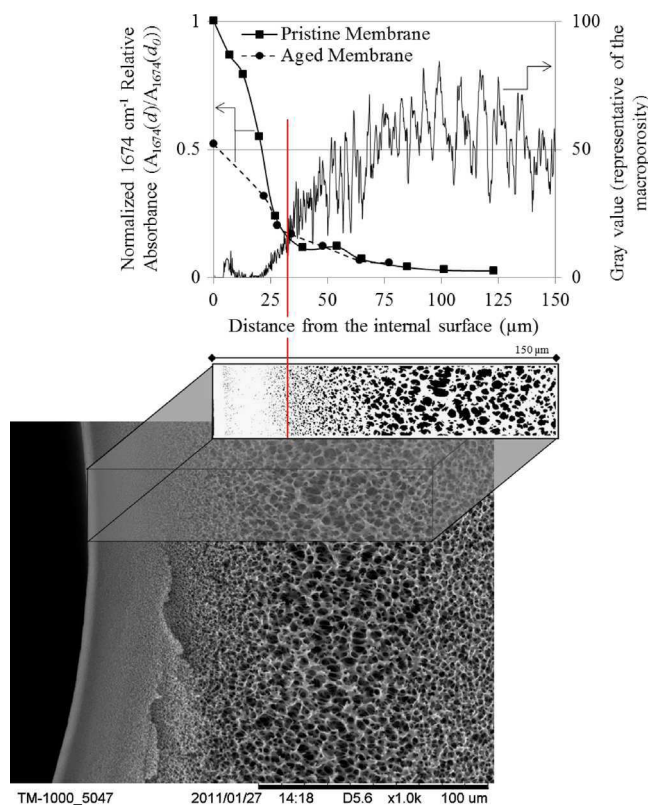 Normalized 1674 cm⁻¹ Relative
Absorbance (A₁₆₇₄(d)/A₁₆₇₄(d₀))
1
0.5
0
Pristine Membrane
Aged Membrane
100
50
0
Gray value (representative of the
macroporosity)
0 25 50 75 100 125 150
Distance from the internal surface (µm)
150 µm
TM-1000_5047 2011/01/27 14:18 D5.6 x1.0k 100 um